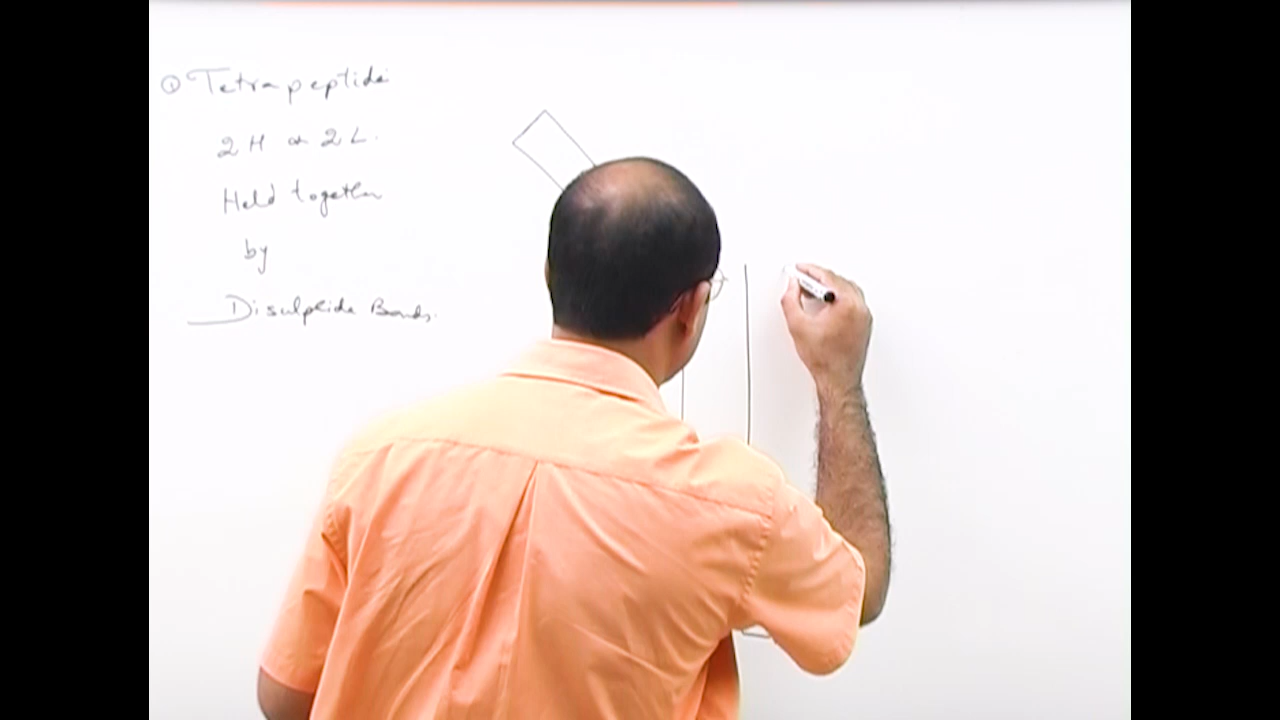 ① Tetrapeptide
2 H & 2 L.
Held together
by
Disulphide Bonds.